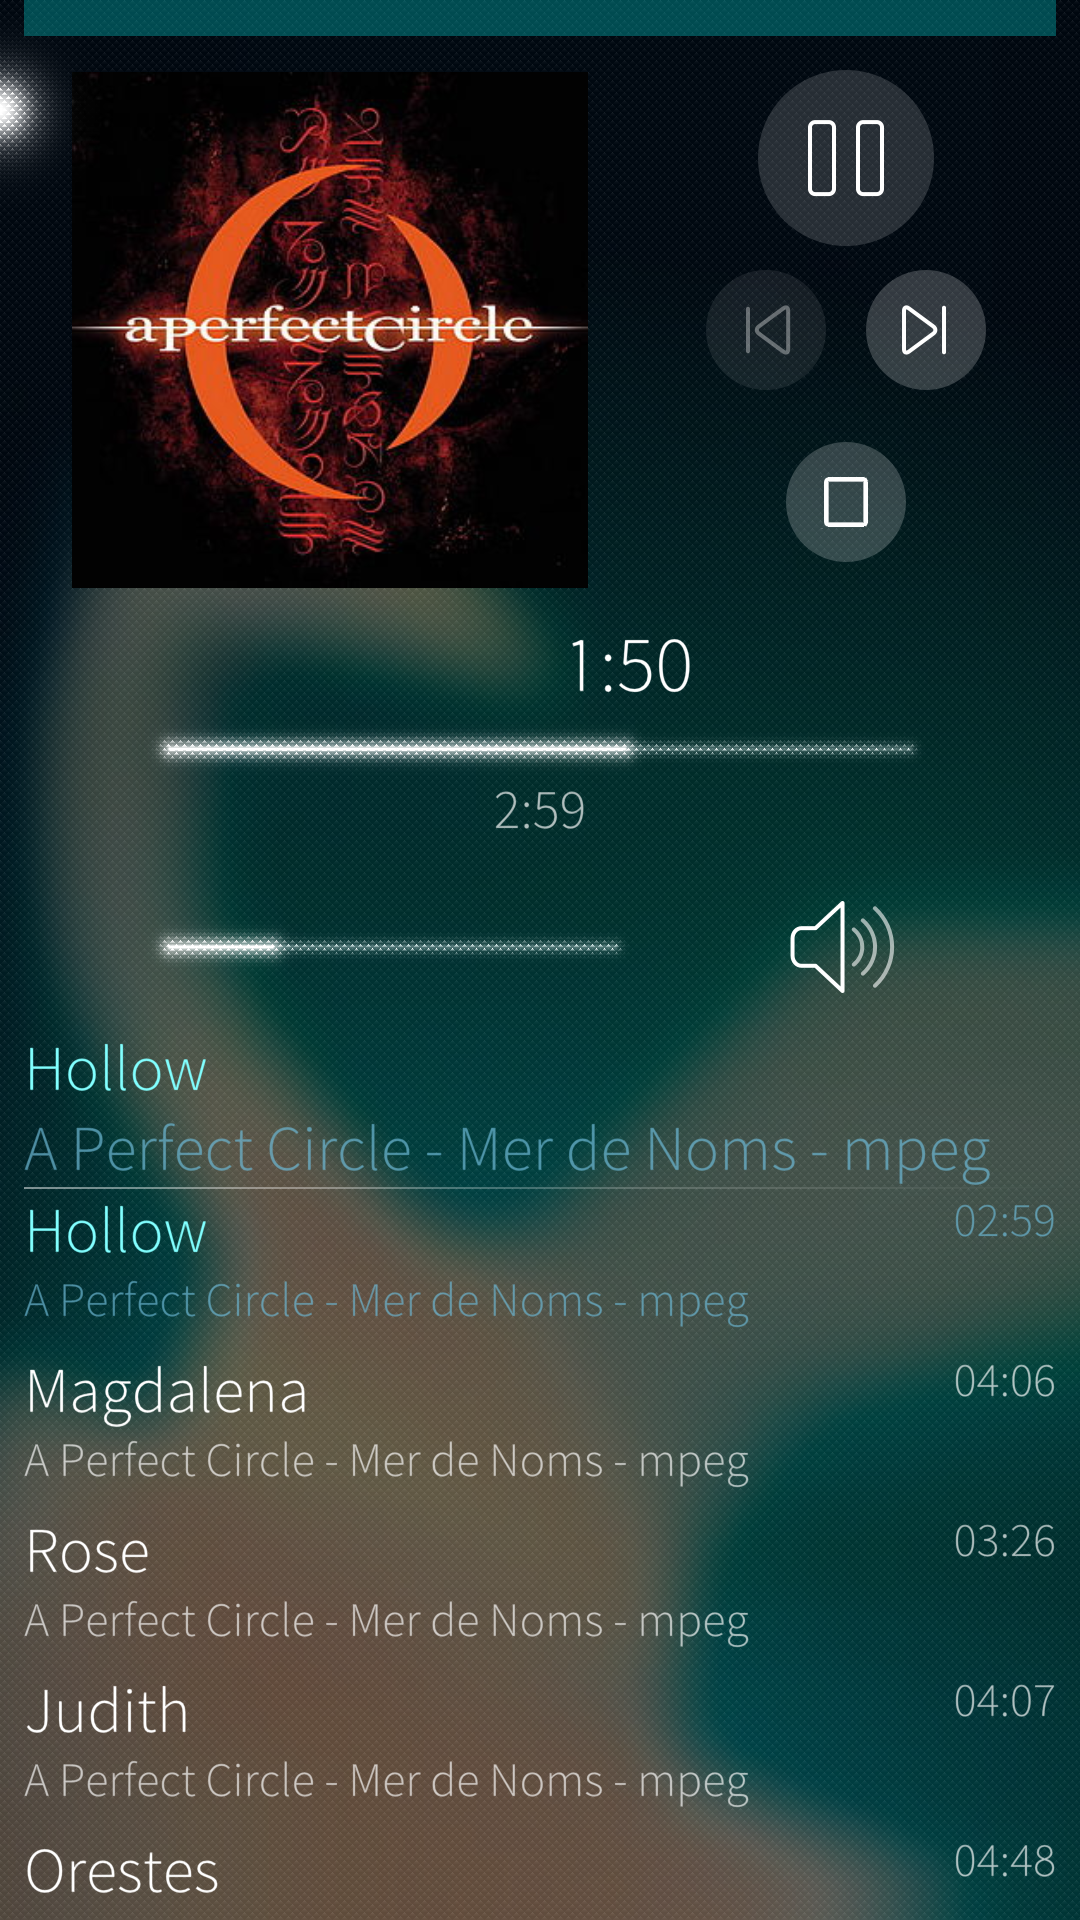 aperfectcircle
1:50
2:59
Hollow
A Perfect Circle - Mer de Noms - mpeg
Hollow 02:59
A Perfect Circle - Mer de Noms - mpeg
Magdalena 04:06
A Perfect Circle - Mer de Noms - mpeg
Rose 03:26
A Perfect Circle - Mer de Noms - mpeg
Judith 04:07
A Perfect Circle - Mer de Noms - mpeg
Orestes 04:48